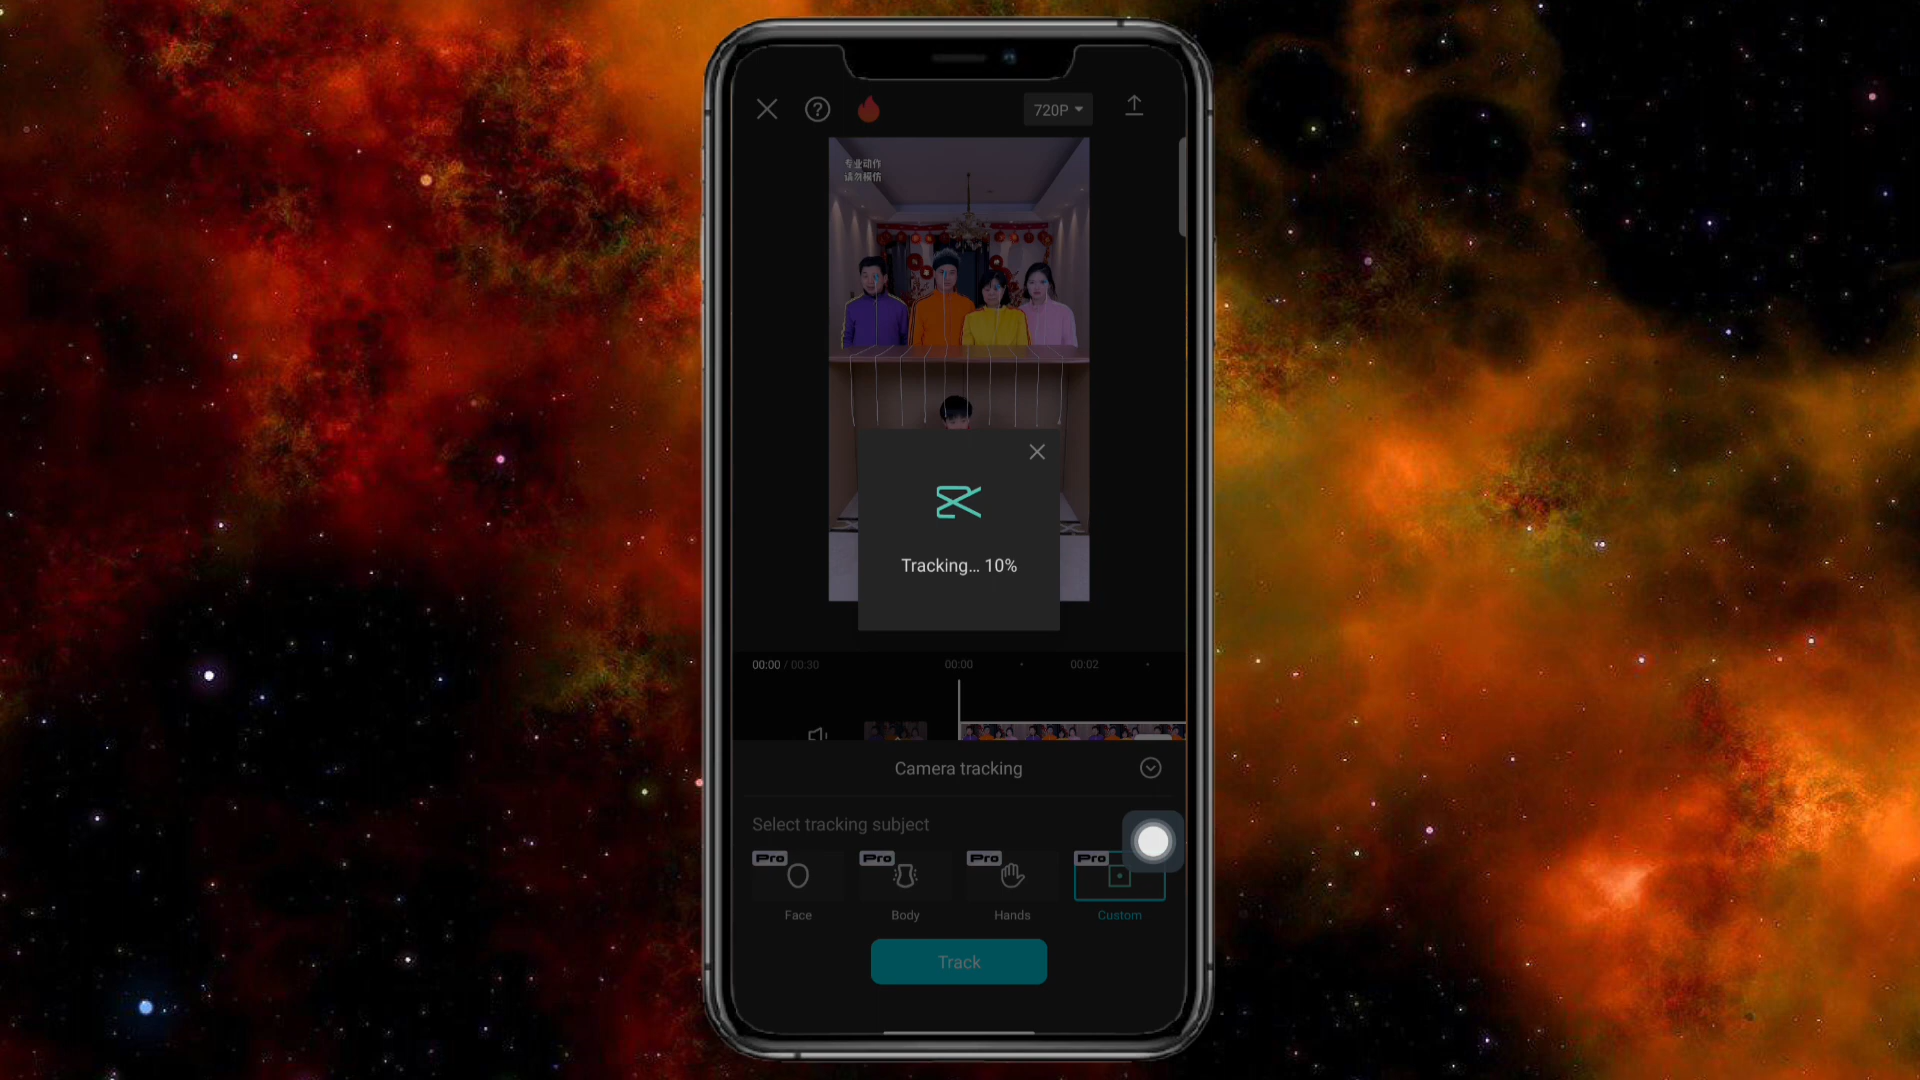 720P
专业动作
请勿模仿
Tracking... 10%
00:00 / 00:30
00:00
00:02
Camera tracking
Select tracking subject
Pro
Pro
Pro
Pro
Face
Body
Hands
Custom
Track